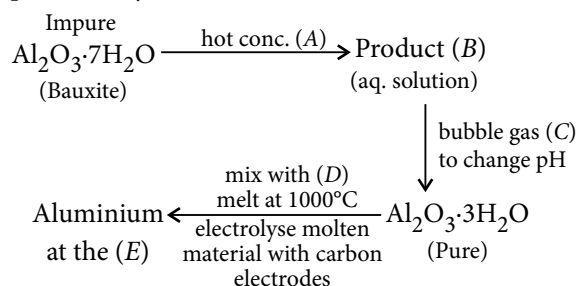 Impure
Al₂O₃·7H₂O
(Bauxite)
hot conc. (A)
Product (B)
(aq. solution)
bubble gas (C)
to change pH
Al₂O₃·3H₂O
(Pure)
mix with (D)
melt at 1000°C
electrolyse molten
material with carbon
electrodes
Aluminium
at the (E)